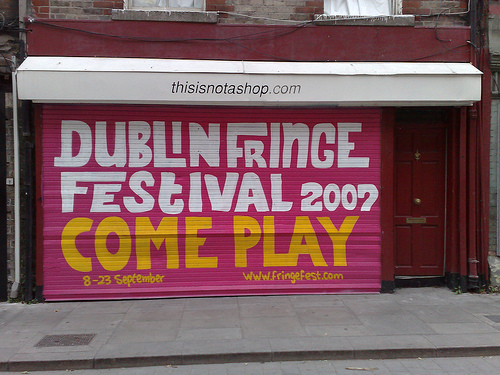 thisisnotashop.com
DUBLIN FRINGE
FEStiVAL 2007
COME PLAY
8-23 September
www.fringefest.com